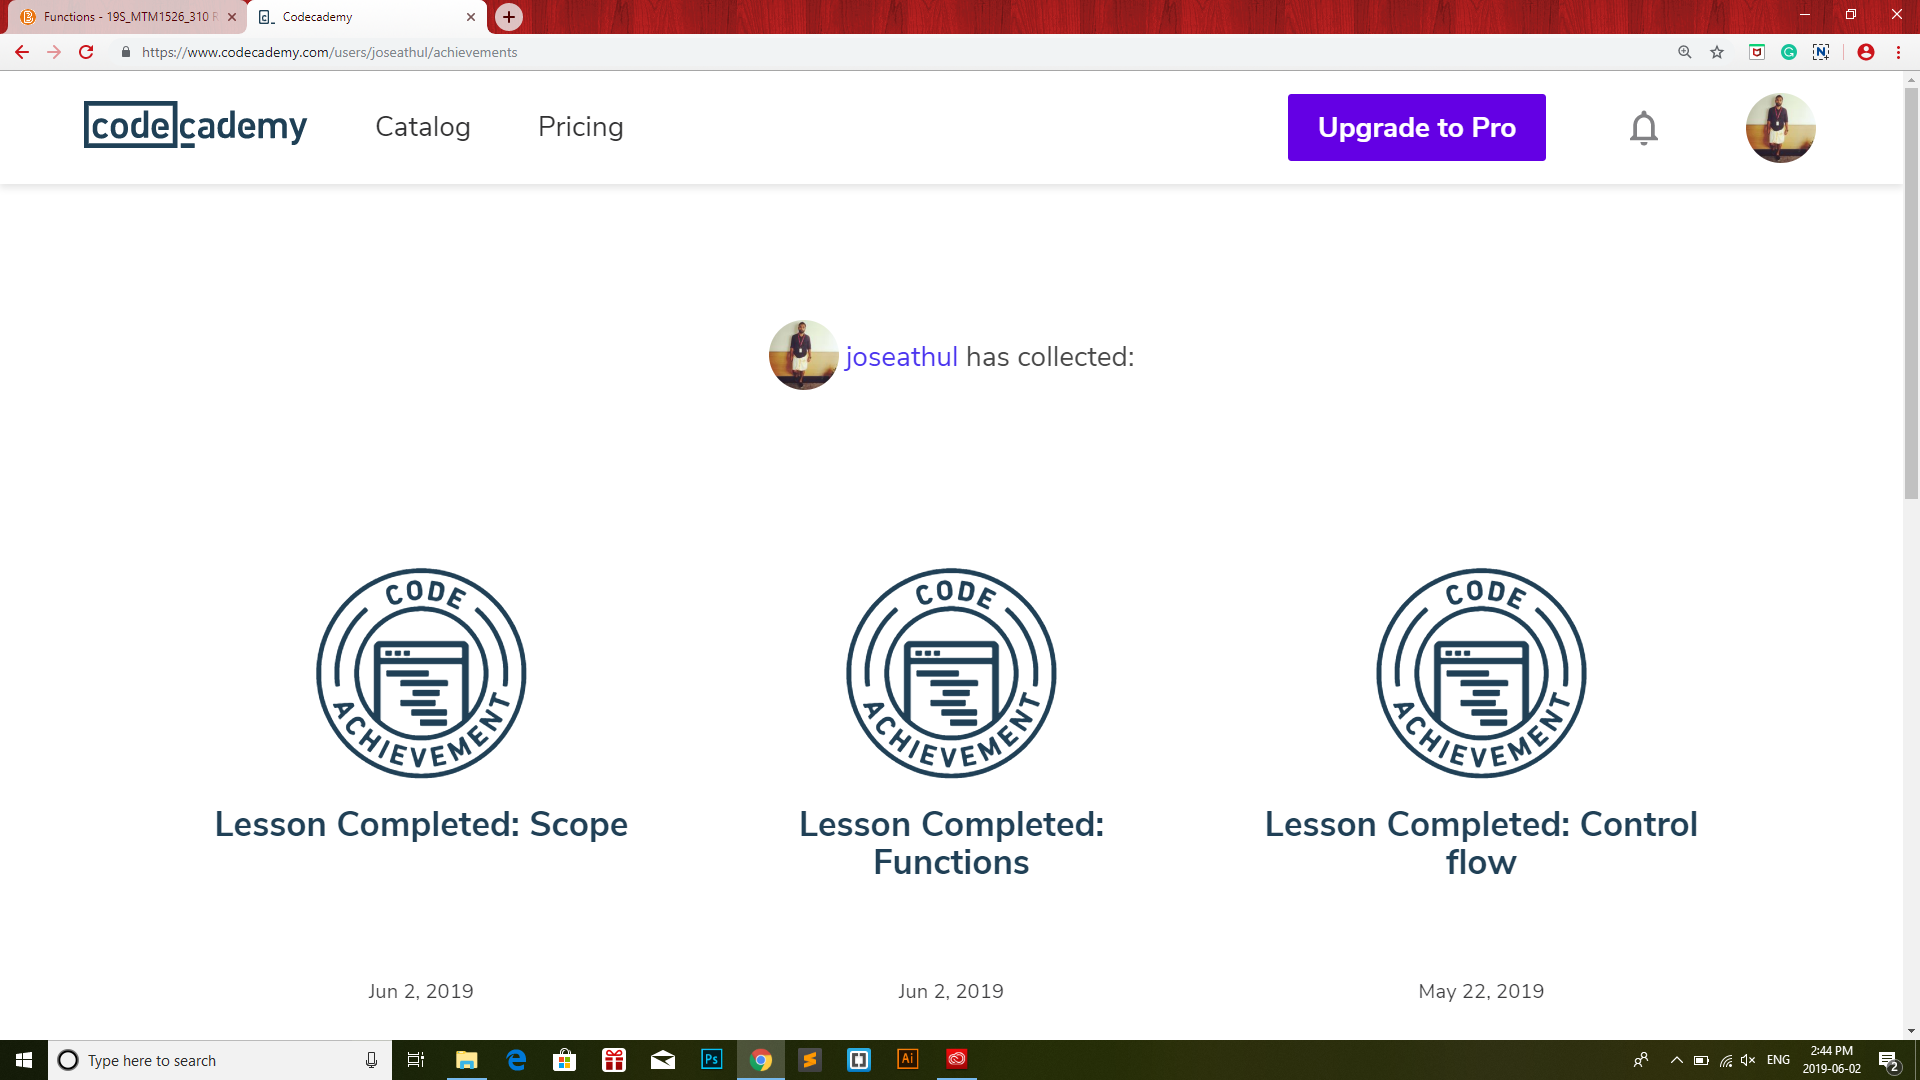 Functions - 19S_MTM1526_310 R
Codecademy
https://www.codecademy.com/users/joseathul/achievements
codecademy
Catalog
Pricing
Upgrade to Pro
joseathul has collected:
CODE ACHIEVEMENT
CODE ACHIEVEMENT
CODE ACHIEVEMENT
Lesson Completed: Scope
Lesson Completed:
Functions
Lesson Completed: Control
flow
Jun 2, 2019
Jun 2, 2019
May 22, 2019
Type here to search
Ps
Ai
ENG
2:44 PM
2019-06-02
2